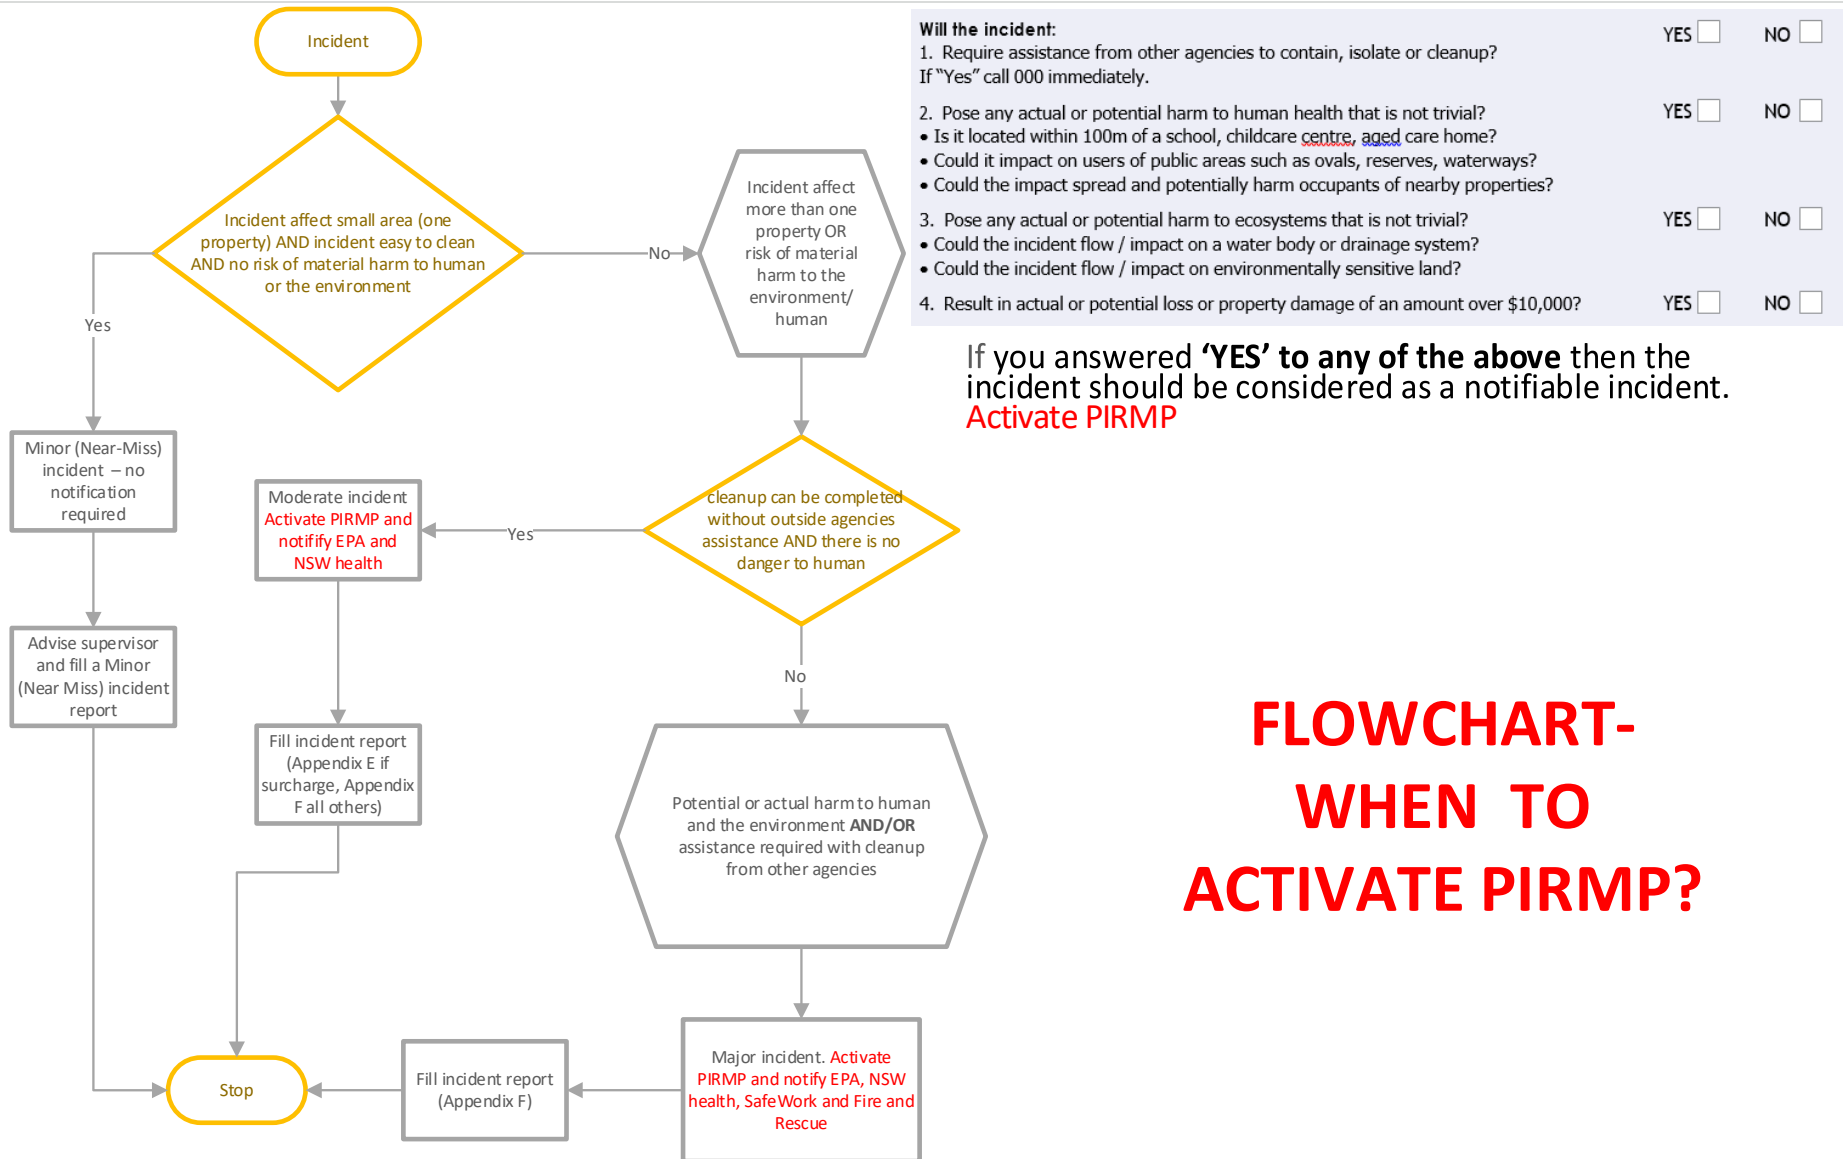 Incident
Incident affect small area (one
property) AND incident easy to clean
AND no risk of material harm to human
or the environment
Yes
No
Incident affect
more than one
property OR
risk of material
harm to the
environment/
human
Minor (Near-Miss)
incident – no
notification
required
Advise supervisor
and fill a Minor
(Near Miss) incident
report
cleanup can be completed
without outside agencies
assistance AND there is no
danger to human
Yes
No
Moderate incident
Activate PIRMP and
notifify EPA and
NSW health
Fill incident report
(Appendix E if
surcharge, Appendix
F all others)
Potential or actual harm to human
and the environment AND/OR
assistance required with cleanup
from other agencies
Major incident. Activate
PIRMP and notify EPA, NSW
health, SafeWork and Fire and
Rescue
Fill incident report
(Appendix F)
Stop
Will the incident: YES NO
1. Require assistance from other agencies to contain, isolate or cleanup?
If “Yes” call 000 immediately.
2. Pose any actual or potential harm to human health that is not trivial? YES NO
• Is it located within 100m of a school, childcare centre, aged care home?
• Could it impact on users of public areas such as ovals, reserves, waterways?
• Could the impact spread and potentially harm occupants of nearby properties?
3. Pose any actual or potential harm to ecosystems that is not trivial? YES NO
• Could the incident flow / impact on a water body or drainage system?
• Could the incident flow / impact on environmentally sensitive land?
4. Result in actual or potential loss or property damage of an amount over $10,000? YES NO
If you answered ‘YES’ to any of the above then the
incident should be considered as a notifiable incident.
Activate PIRMP
FLOWCHART-
WHEN TO
ACTIVATE PIRMP?